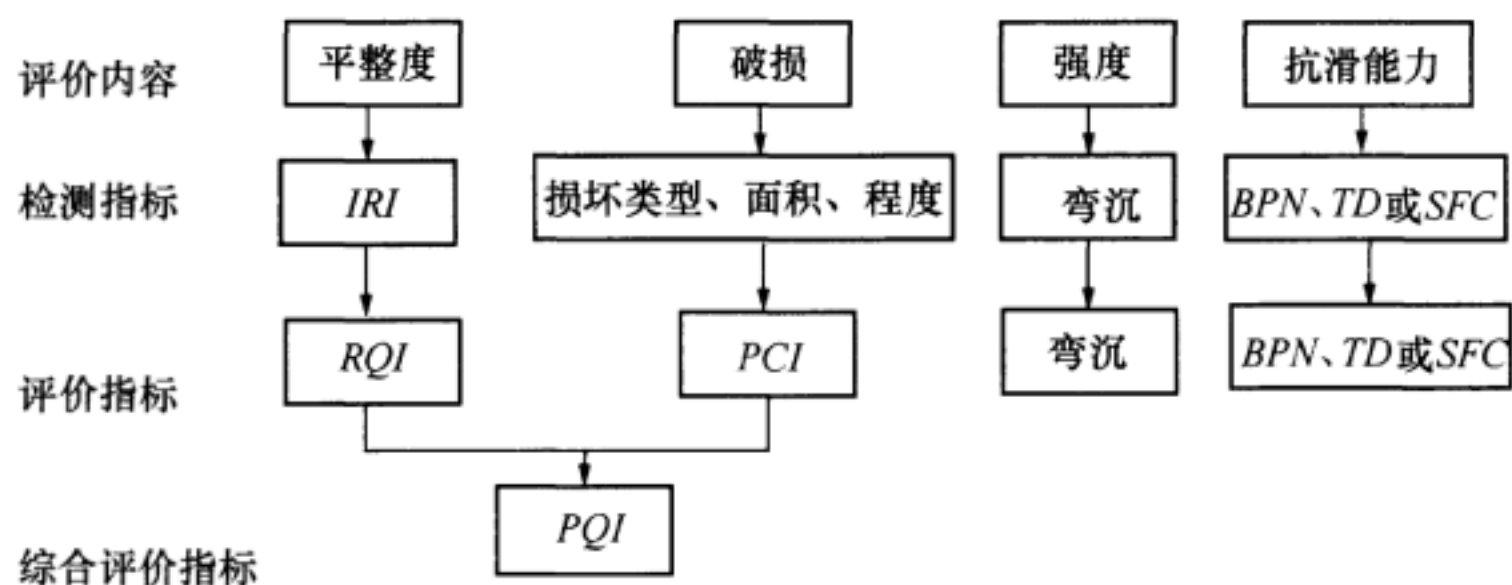 评价内容 平整度 破损 强度 抗滑能力
检测指标 IRI 损坏类型、面积、程度 弯沉 BPN、TD或SFC
评价指标 RQI PCI 弯沉 BPN、TD或SFC
综合评价指标 PQI